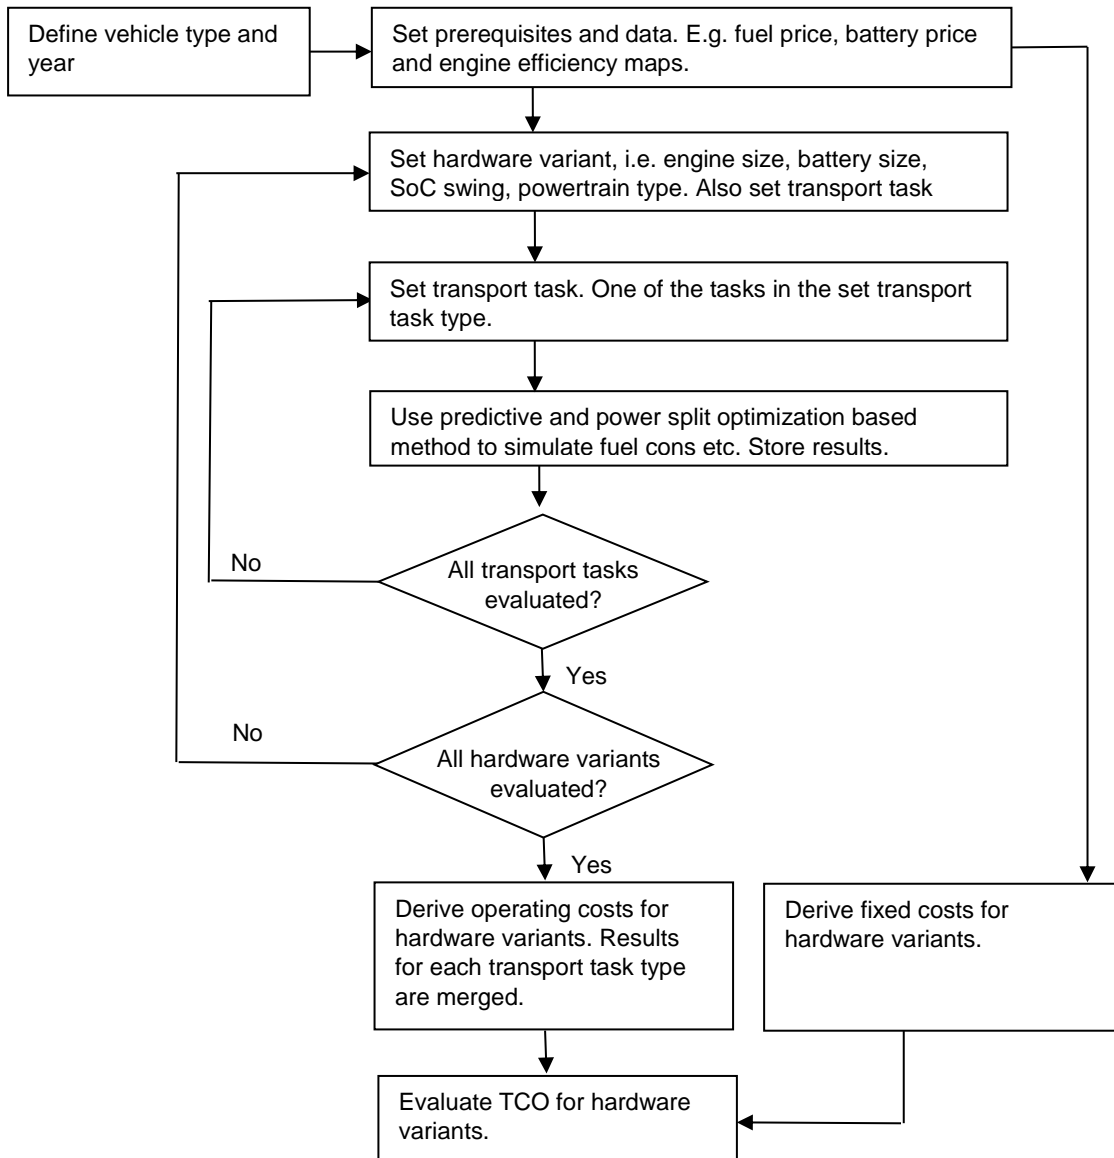 Define vehicle type and
year
Set prerequisites and data. E.g. fuel price, battery price
and engine efficiency maps.
Set hardware variant, i.e. engine size, battery size,
SoC swing, powertrain type. Also set transport task
Set transport task. One of the tasks in the set transport
task type.
Use predictive and power split optimization based
method to simulate fuel cons etc. Store results.
No
All transport tasks
evaluated?
Yes
No
All hardware variants
evaluated?
Yes
Derive operating costs for
hardware variants. Results
for each transport task type
are merged.
Derive fixed costs for
hardware variants.
Evaluate TCO for hardware
variants.